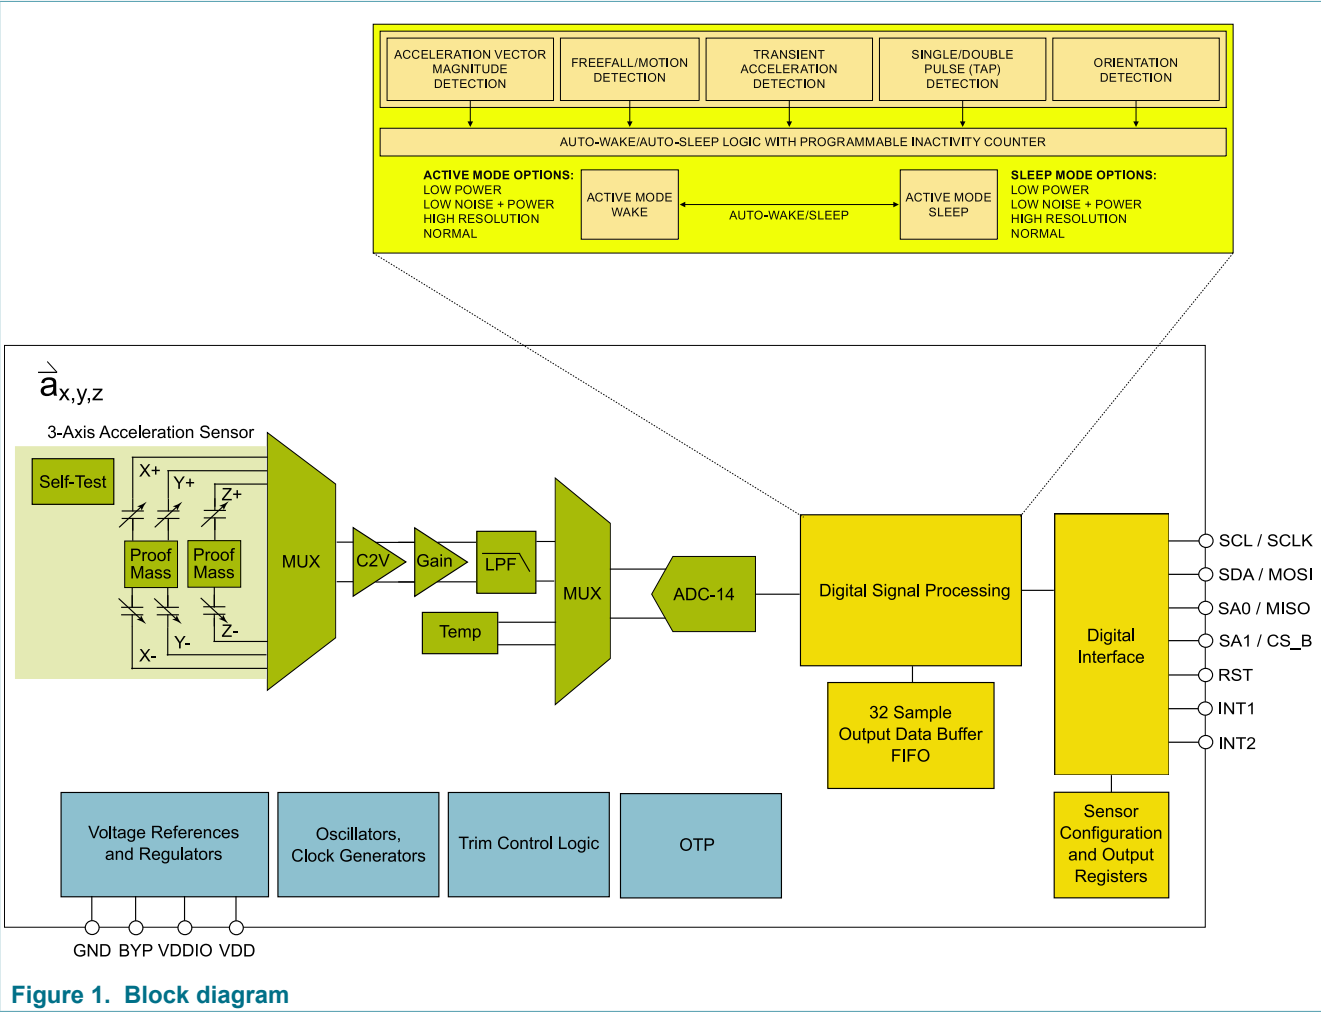 ACCELERATION VECTOR
MAGNITUDE
DETECTION
FREEFALL/MOTION
DETECTION
TRANSIENT
ACCELERATION
DETECTION
SINGLE/DOUBLE
PULSE (TAP)
DETECTION
ORIENTATION
DETECTION
AUTO-WAKE/AUTO-SLEEP LOGIC WITH PROGRAMMABLE INACTIVITY COUNTER
ACTIVE MODE OPTIONS:
LOW POWER
LOW NOISE + POWER
HIGH RESOLUTION
NORMAL
ACTIVE MODE
WAKE
AUTO-WAKE/SLEEP
ACTIVE MODE
SLEEP
SLEEP MODE OPTIONS:
LOW POWER
LOW NOISE + POWER
HIGH RESOLUTION
NORMAL
a x,y,z
3-Axis Acceleration Sensor
Self-Test
X+
Y+
Z+
Proof
Mass
Proof
Mass
Z-
Y-
X-
MUX
C2V
Gain
LPF
Temp
MUX
ADC-14
Digital Signal Processing
32 Sample
Output Data Buffer
FIFO
Digital
Interface
Sensor
Configuration
and Output
Registers
SCL / SCLK
SDA / MOSI
SA0 / MISO
SA1 / CS_B
RST
INT1
INT2
Voltage References
and Regulators
Oscillators,
Clock Generators
Trim Control Logic
OTP
GND
BYP
VDDIO
VDD
Figure 1. Block diagram